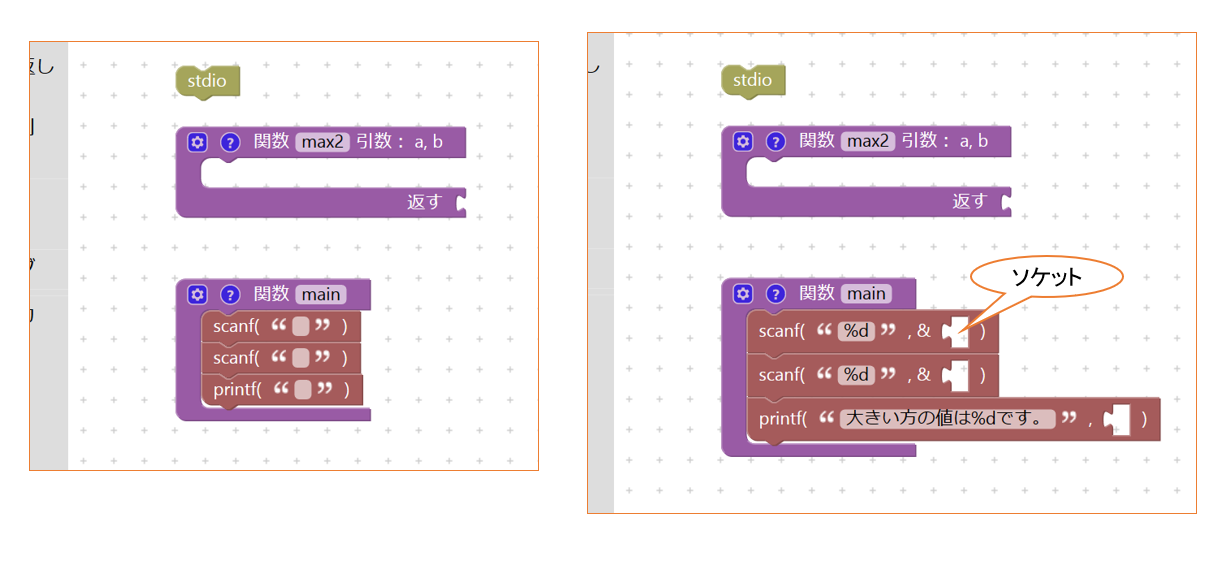 返し
stdio
関数 max2 引数： a, b
返す
関数 main
scanf( “ ” )
scanf( “ ” )
printf( “ ” )
し
stdio
関数 max2 引数： a, b
返す
ソケット
関数 main
scanf( “ %d ” , & )
scanf( “ %d ” , & )
printf( “ 大きい方の値は%dです。 ” , )